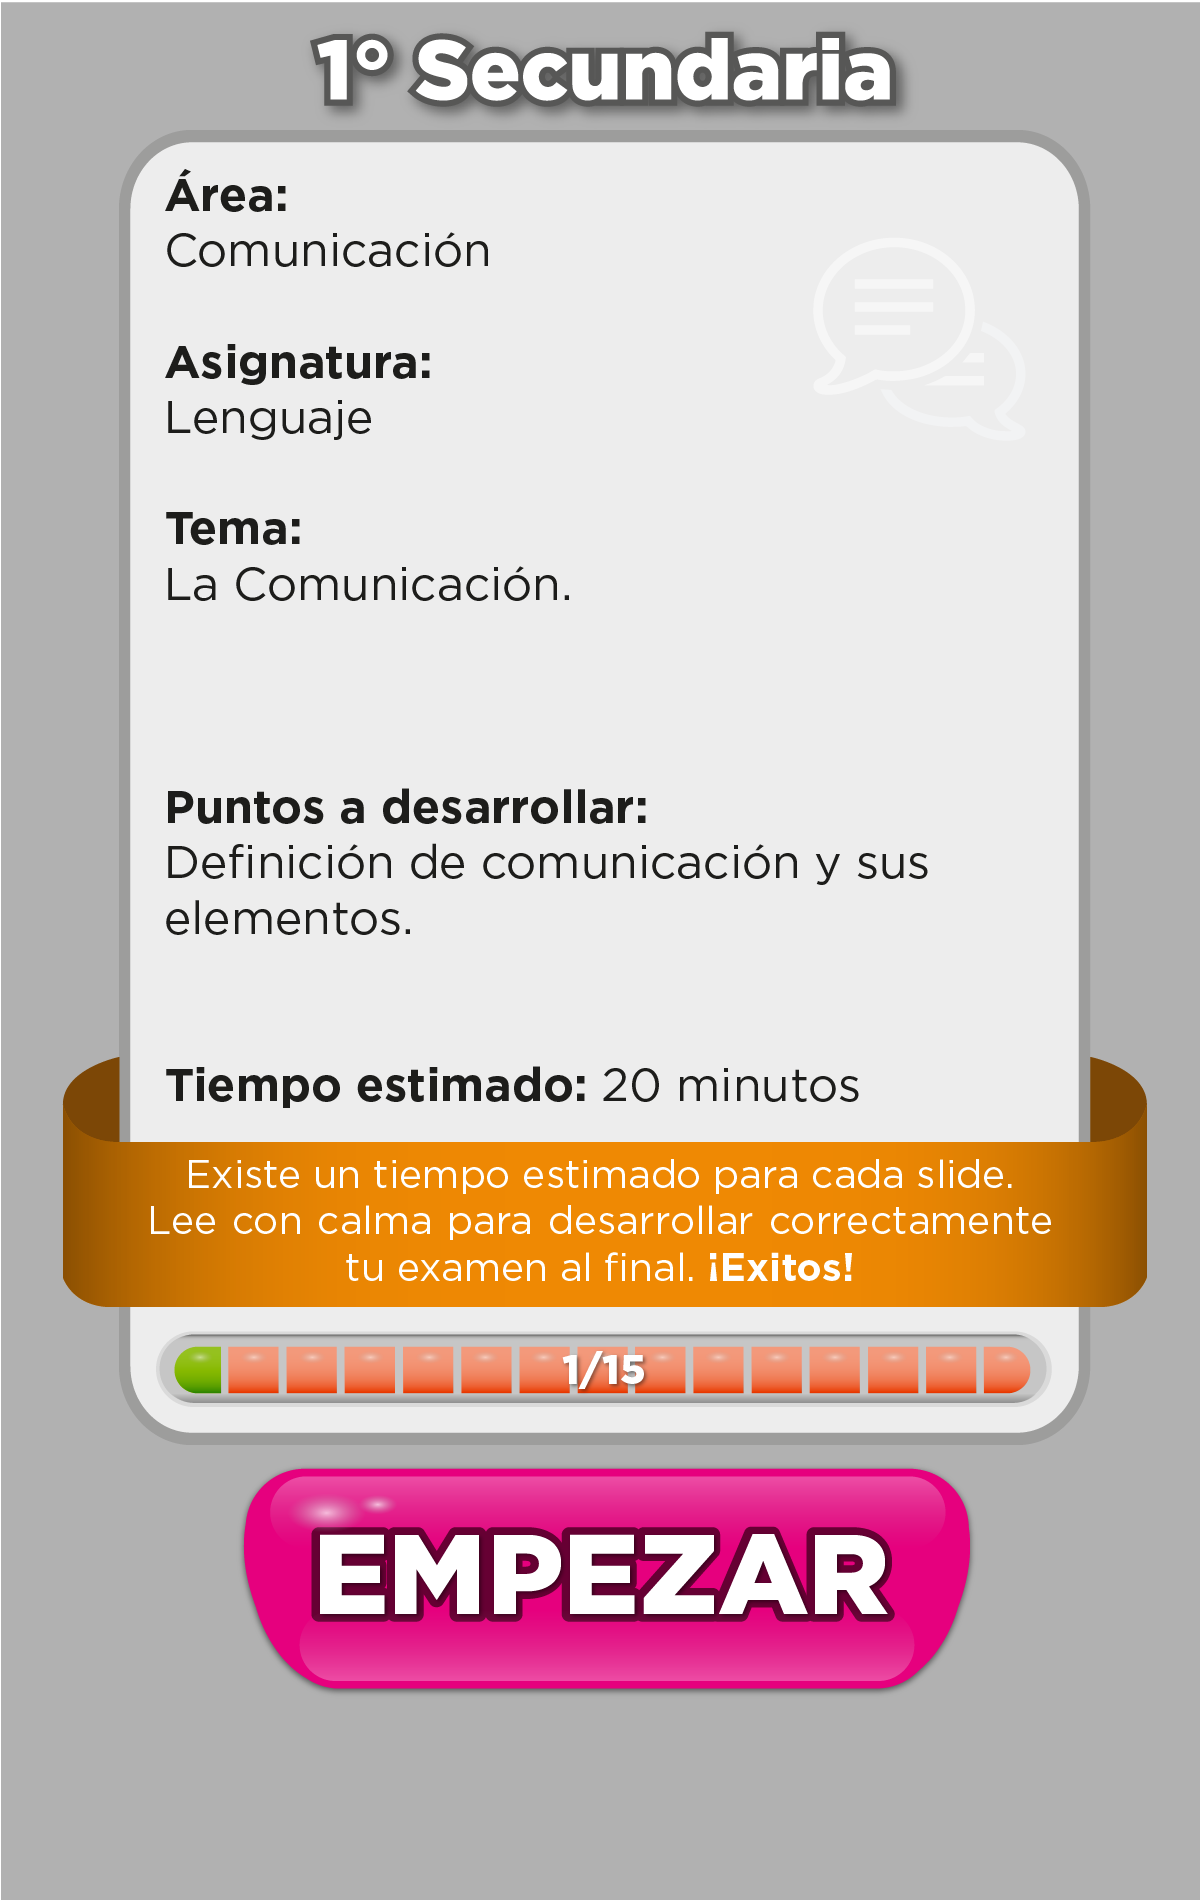 1° Secundaria
Área:
Comunicación
Asignatura:
Lenguaje
Tema:
La Comunicación.
Puntos a desarrollar:
Definición de comunicación y sus
elementos.
Tiempo estimado: 20 minutos
Existe un tiempo estimado para cada slide.
Lee con calma para desarrollar correctamente
tu examen al final. ¡Exitos!
1/15
EMPEZAR